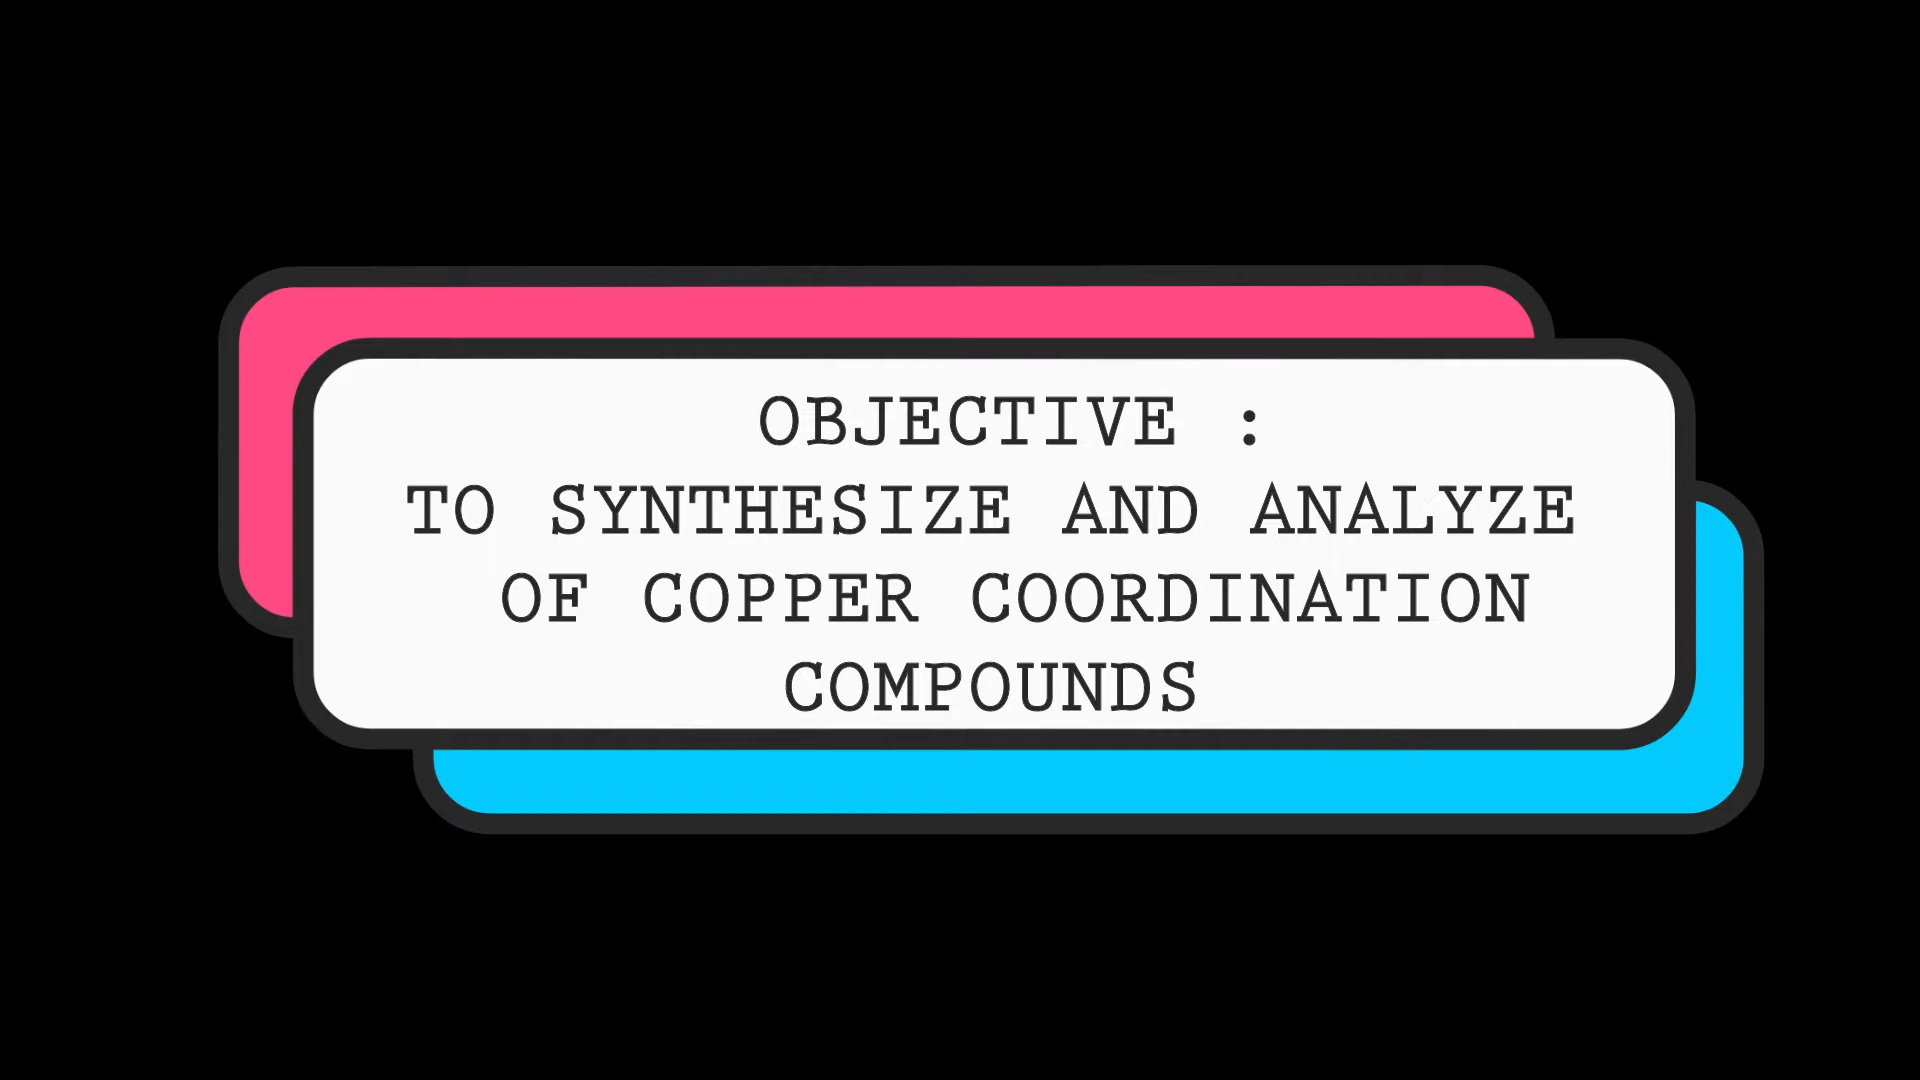 OBJECTIVE :
TO SYNTHESIZE AND ANALYZE
OF COPPER COORDINATION
COMPOUNDS